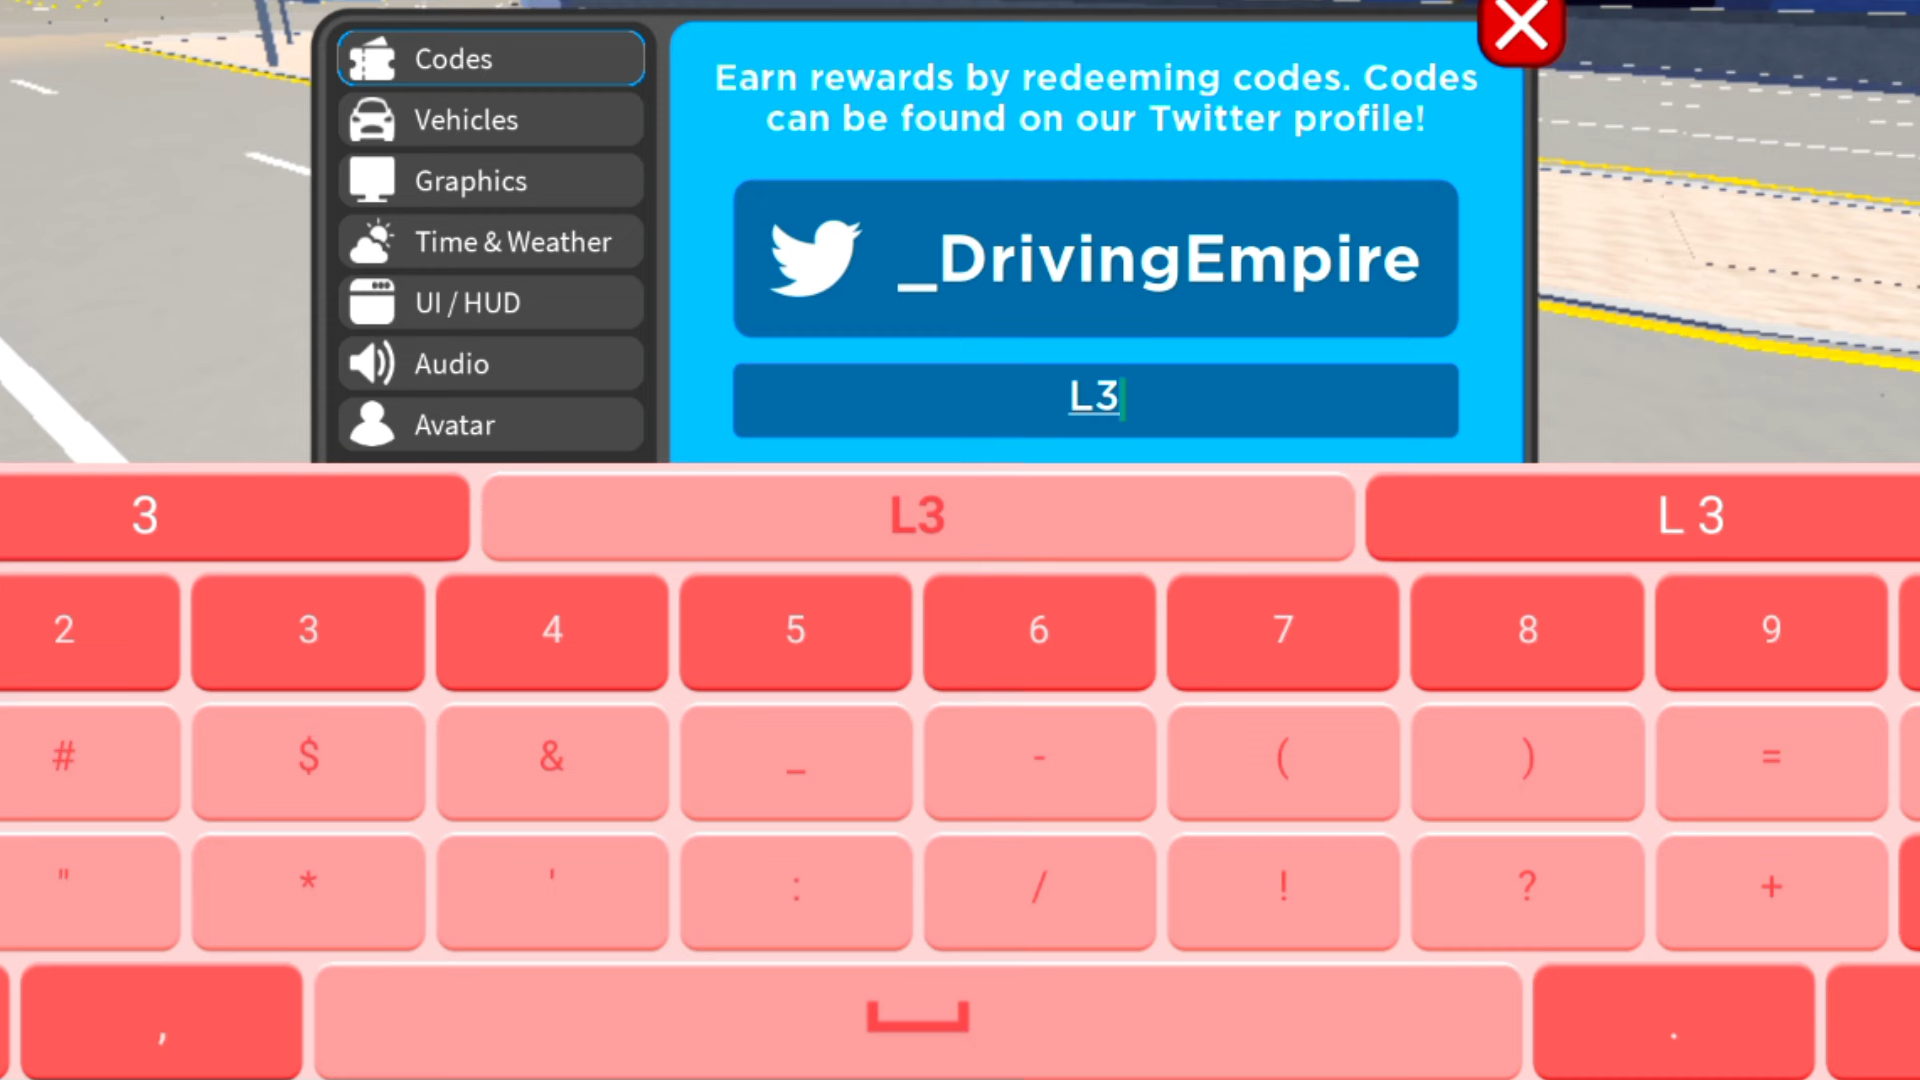 Codes
Vehicles
Graphics
Time & Weather
UI / HUD
Audio
Avatar
Earn rewards by redeeming codes. Codes
can be found on our Twitter profile!
_DrivingEmpire
L3
3 L3 L 3
2 3 4 5 6 7 8 9
# $ & _ - ( ) =
" * ' : / ! ? +
, .